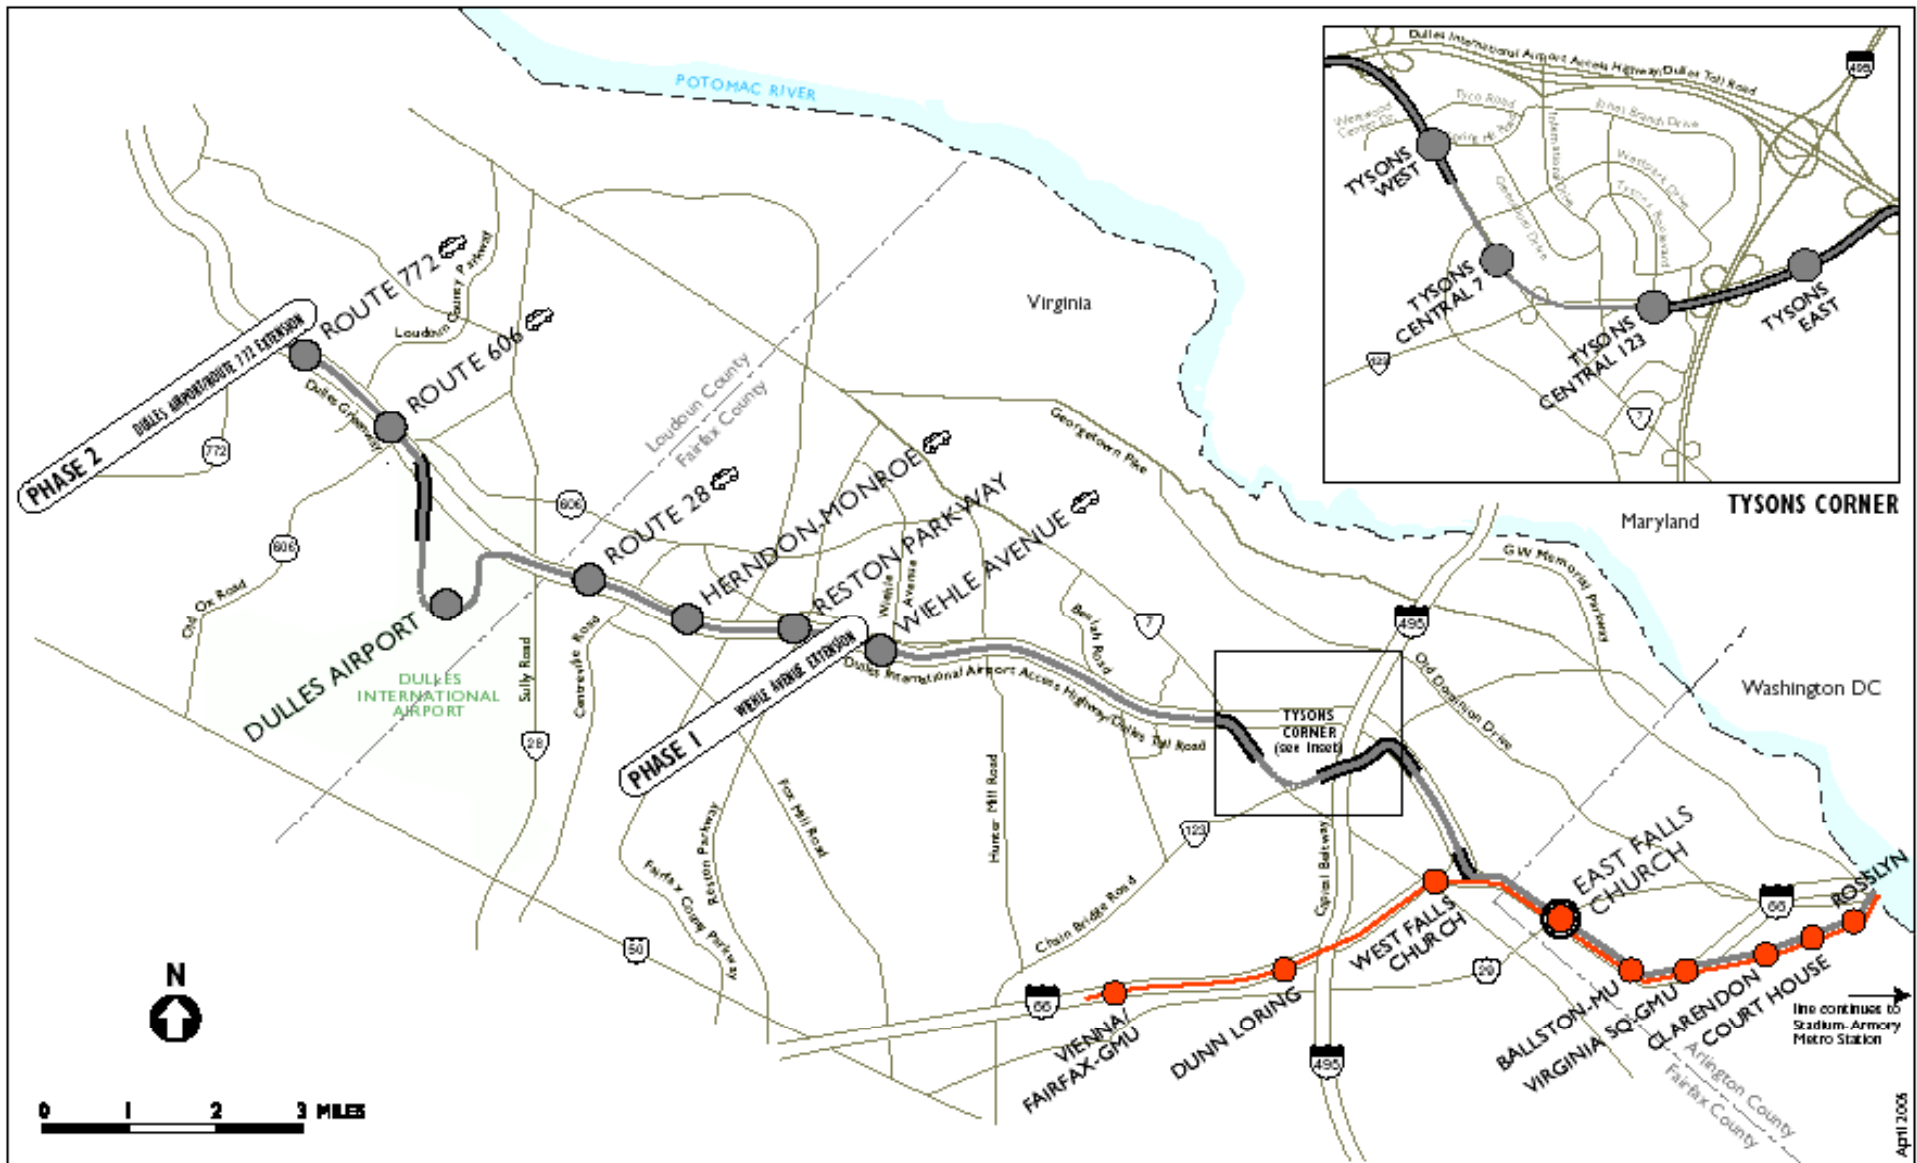 POTOMAC RIVER
Dulles International Airport Access Highway/Dulles Toll Road
495
Tyco Road
Jones Branch Drive
Westwood
Center Dr
Spring Hill Road
International Drive
Westpark Drive
Greensboro Drive
Tysons Boulevard
TYSONS
WEST
TYSONS
CENTRAL 7
TYSONS
CENTRAL 123
TYSONS
EAST
123
7
TYSONS CORNER
Virginia
Maryland
Washington DC
ROUTE 772
Loudoun County Parkway
ROUTE 606
PHASE 2
DULLES AIRPORT/ROUTE 772 EXTENSION
Dulles Greenway
772
606
606
Old Ox Road
Loudoun County
Fairfax County
ROUTE 28
HERNDON-MONROE
RESTON PARKWAY
WIEHLE AVENUE
Wiehle
Avenue
Georgetown Pike
GW Memorial Parkway
DULLES AIRPORT
DULLES
INTERNATIONAL
AIRPORT
Sully Road
Centreville Road
28
PHASE 1
WIEHLE AVENUE EXTENSION
Dulles International Airport Access Highway/Dulles Toll Road
Beulah Road
7
495
Old Dominion Drive
TYSONS
CORNER
(see Inset)
Fox Mill Road
Reston Parkway
Fairfax County Parkway
Hunter Mill Road
123
Chain Bridge Road
Capital Beltway
50
66
29
66
495
EAST FALLS
CHURCH
WEST FALLS
CHURCH
ROSSLYN
VIENNA/
FAIRFAX-GMU
DUNN LORING
BALLSTON-MU
VIRGINIA SQ-GMU
CLARENDON
COURT HOUSE
line continues to
Stadium-Armory
Metro Station
Arlington County
Fairfax County
N
0 1 2 3 MILES
April 2005